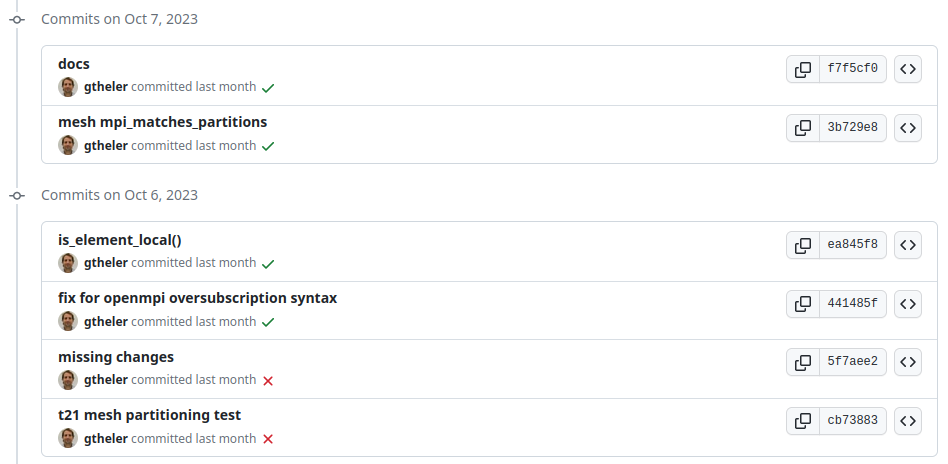 Commits on Oct 7, 2023
docs
f7f5cf0
gtheler committed last month
mesh mpi_matches_partitions
3b729e8
gtheler committed last month
Commits on Oct 6, 2023
is_element_local()
ea845f8
gtheler committed last month
fix for openmpi oversubscription syntax
441485f
gtheler committed last month
missing changes
5f7aee2
gtheler committed last month
t21 mesh partitioning test
cb73883
gtheler committed last month